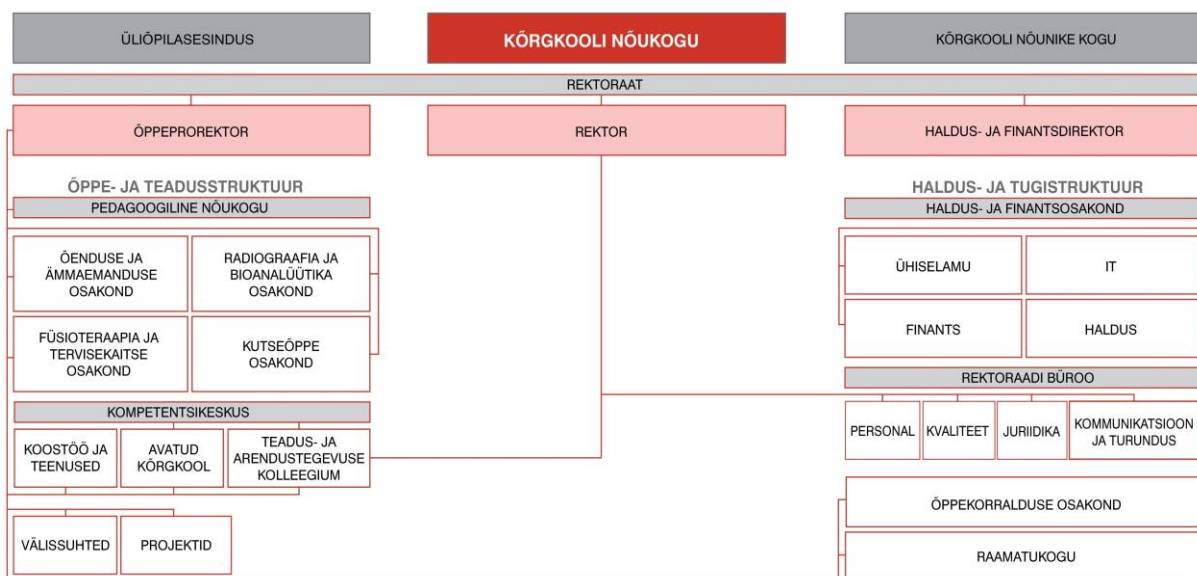 ÜLIÕPILASESINDUS
KÕRGKOOLI NÕUKOGU
KÕRGKOOLI NÕUNIKE KOGU
REKTORAAT
ÕPPEPROREKTOR
REKTOR
HALDUS- JA FINANTSDIREKTOR
ÕPPE- JA TEADUSSTRUKTUUR
PEDAGOOGILINE NÕUKOGU
ÕENDUSE JA
ÄMMAEMANDUSE
OSAKOND
RADIOGRAAFIA JA
BIOANALÜÜTIKA
OSAKOND
FÜSIOTERAAPIA JA
TERVISEKAITSE
OSAKOND
KUTSEÕPPE
OSAKOND
KOMPETENTSIKESKUS
KOOSTÖÖ JA
TEENUSED
AVATUD
KÕRGKOOL
TEADUS- JA
ARENDUSTEGEVUSE
KOLLEEGIUM
VÄLISSUHTED
PROJEKTID
HALDUS- JA TUGISTRUKTUUR
HALDUS- JA FINANTSOSAKOND
ÜHISELAMU
IT
FINANTS
HALDUS
REKTORAADI BÜROO
PERSONAL
KVALITEET
JURIIDIKA
KOMMUNIKATSIOON
JA TURUNDUS
ÕPPEKORRALDUSE OSAKOND
RAAMATUKOGU